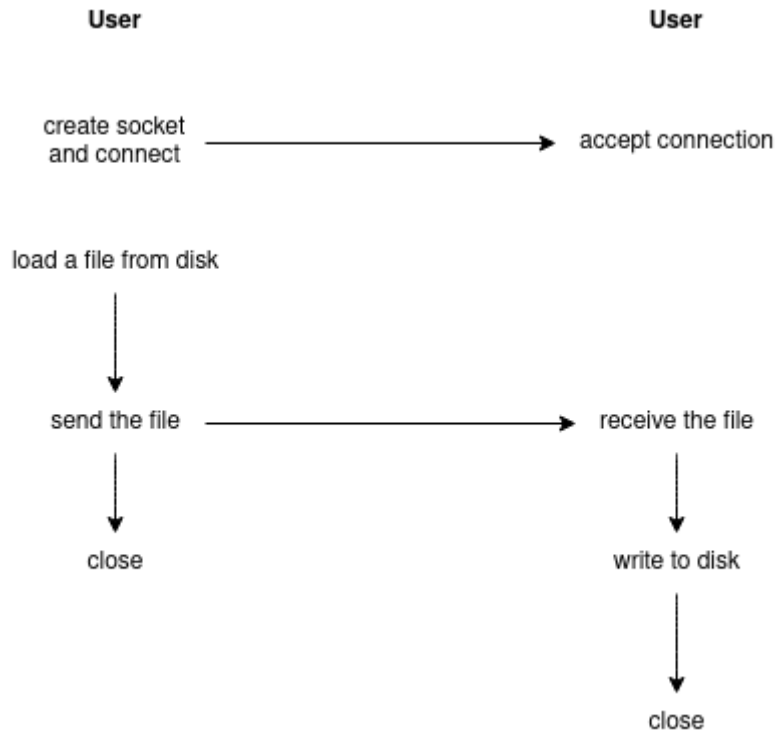 User
User
create socket
and connect
accept connection
load a file from disk
send the file
receive the file
close
write to disk
close